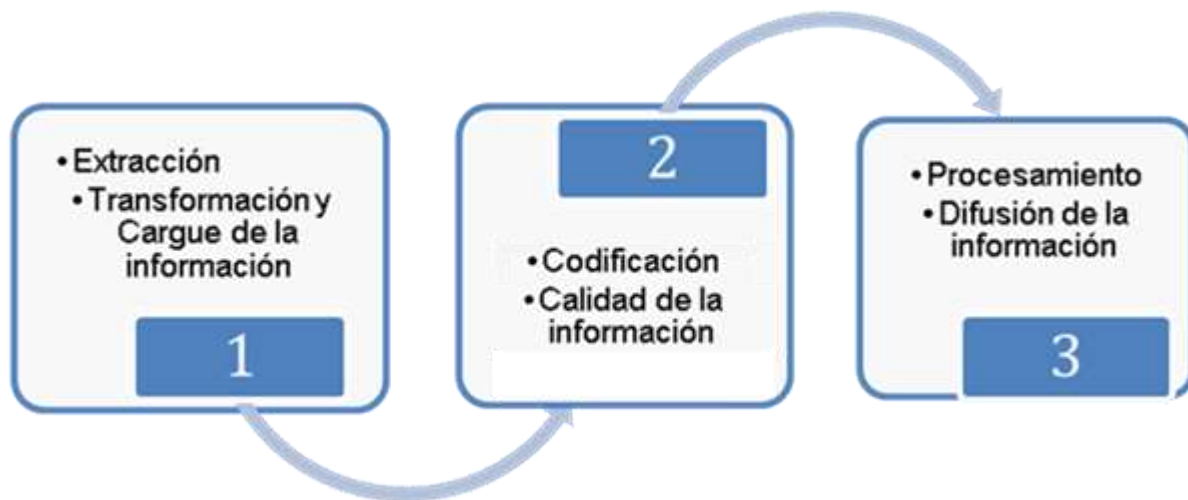 •Extracción
•Transformación y
Cargue de la
información
1
2
•Codificación
•Calidad de la
información
•Procesamiento
•Difusión de la
información
3